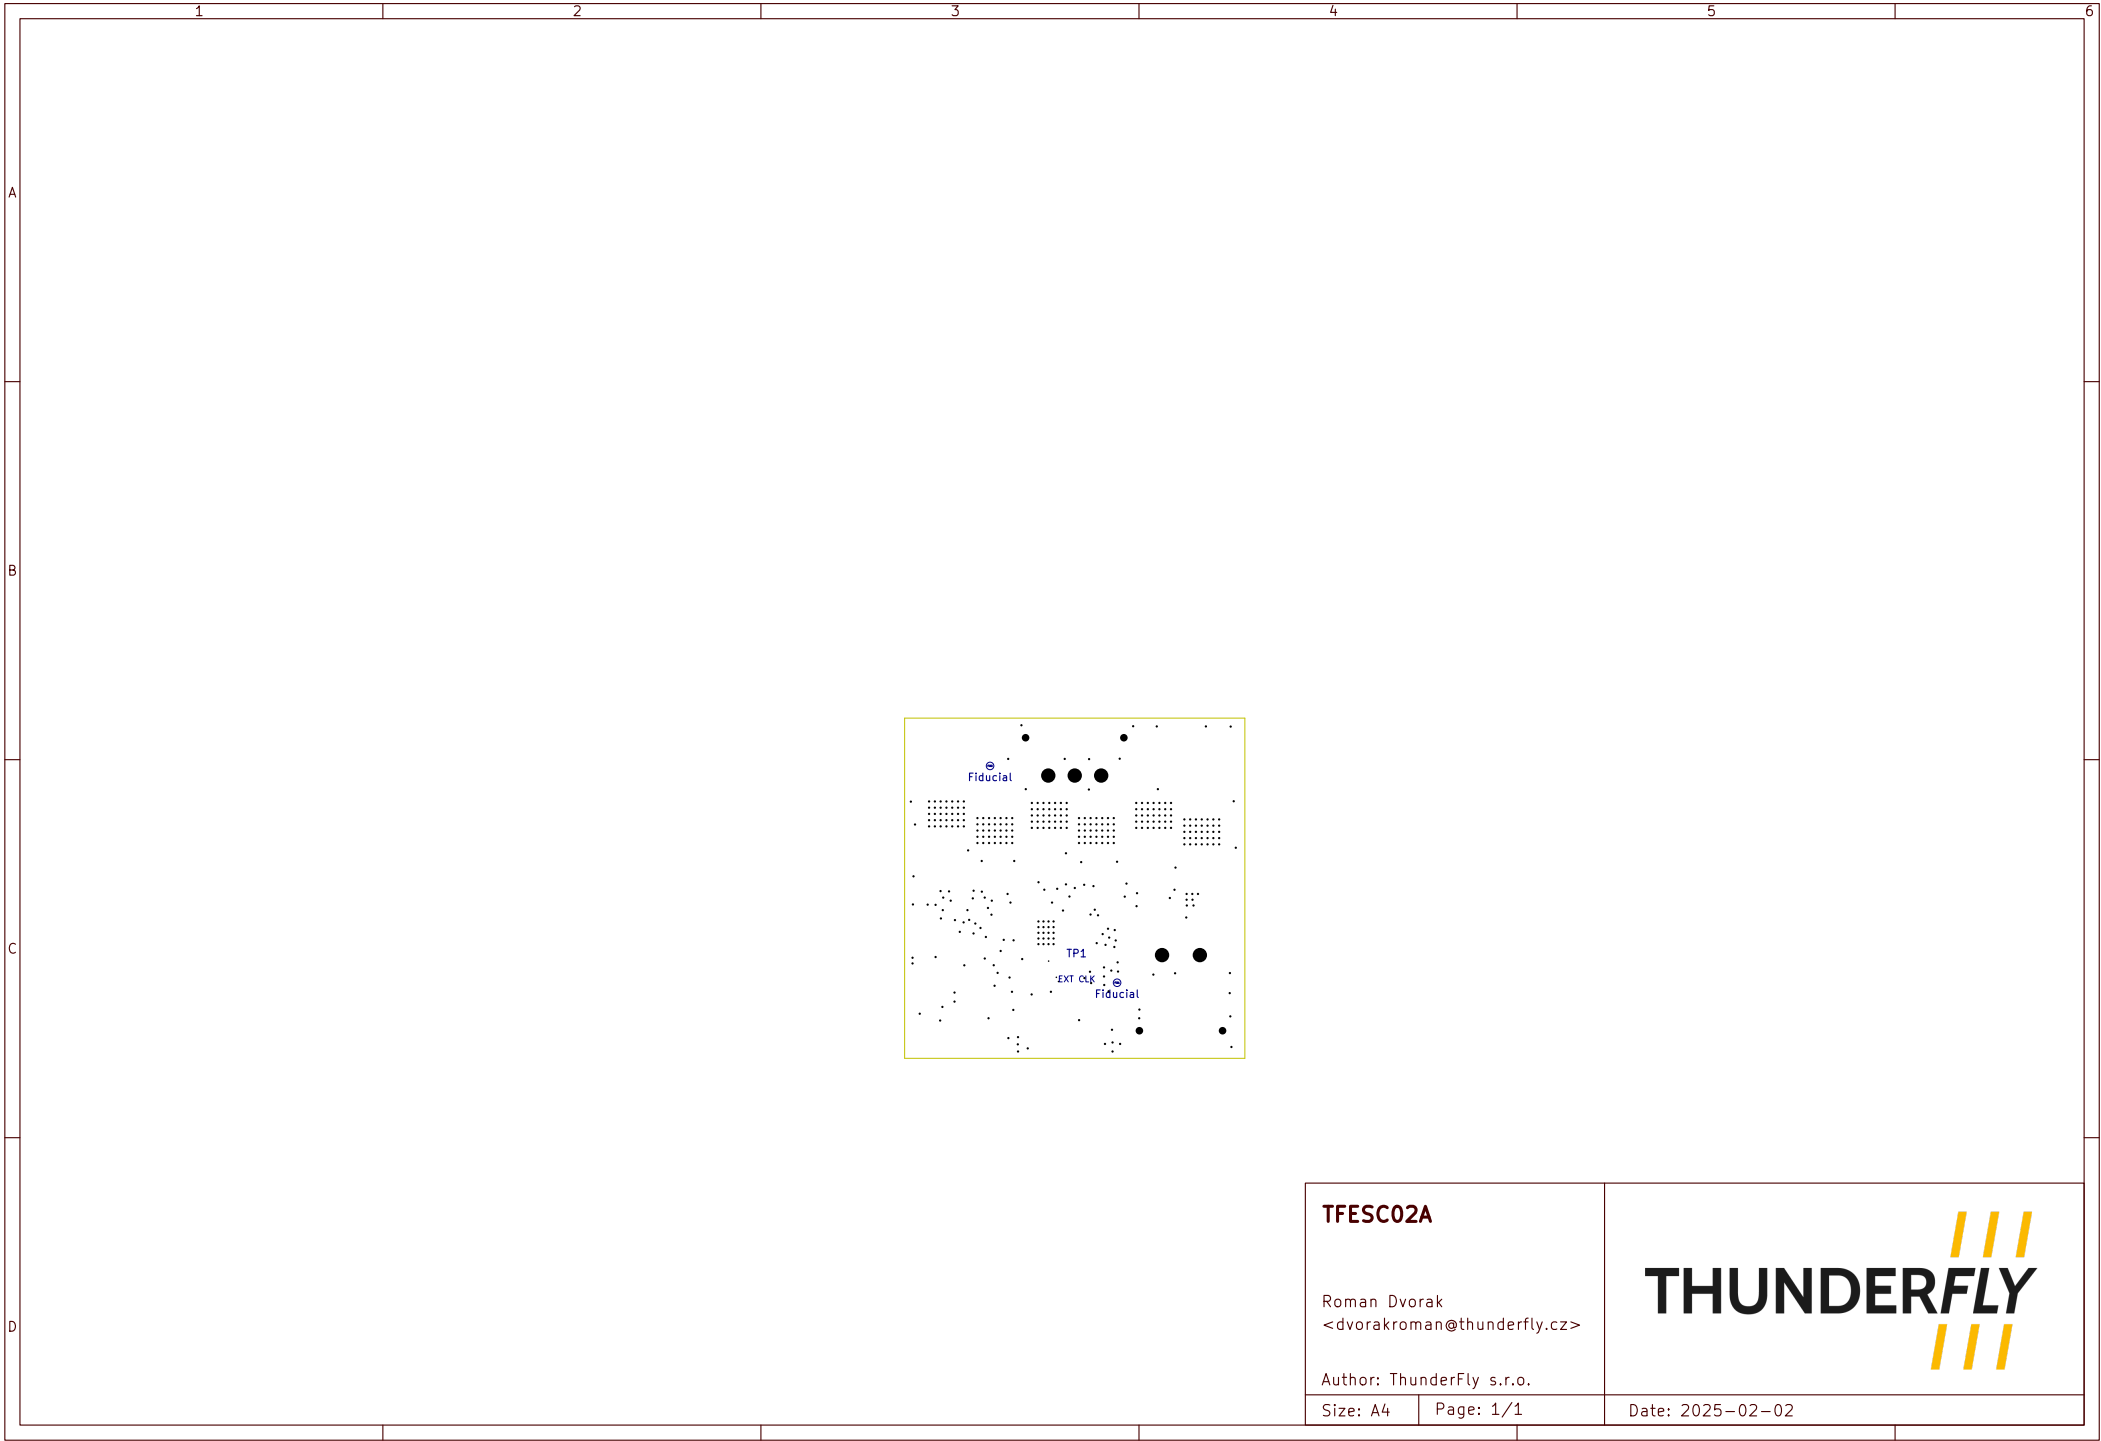 1 2 3 4 5 6
A
B
Fiducial
C
TP1
EXT CLK
Fiducial
TFESC02A
THUNDERFLY
Roman Dvorak
<dvorakroman@thunderfly.cz>
D
Author: ThunderFly s.r.o.
Size: A4 Page: 1/1 Date: 2025-02-02